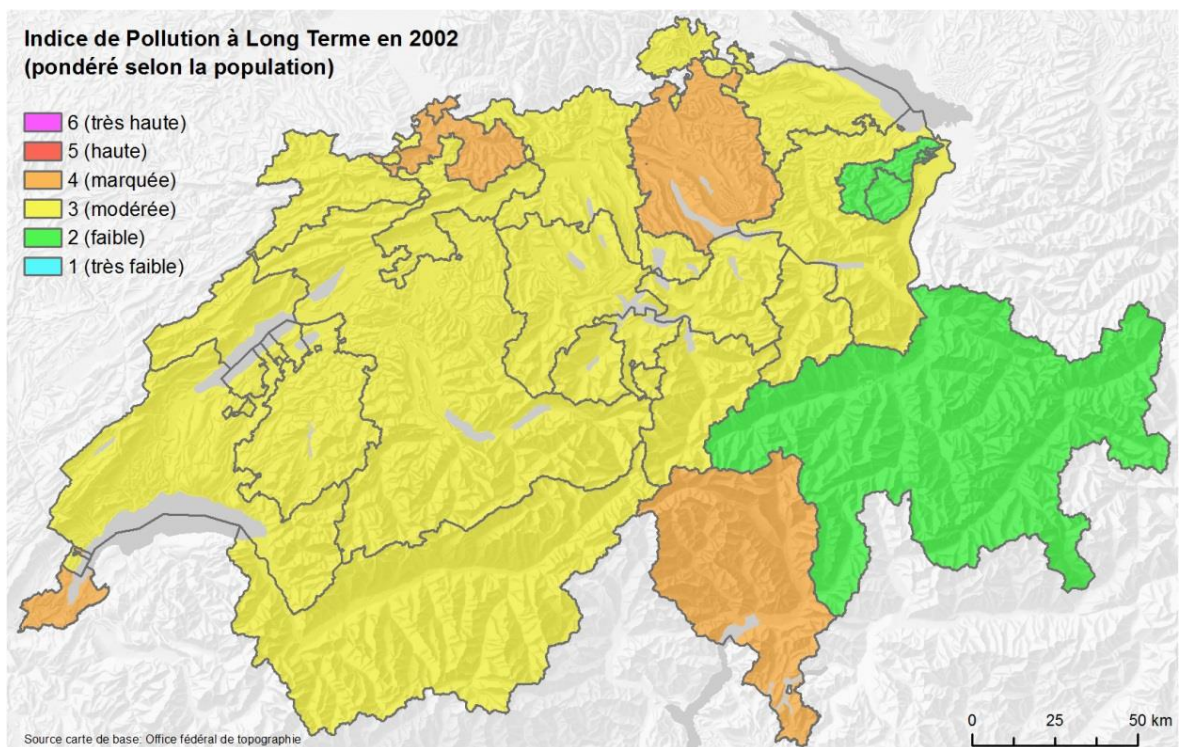 Indice de Pollution à Long Terme en 2002
(pondéré selon la population)
6 (très haute)
5 (haute)
4 (marquée)
3 (modérée)
2 (faible)
1 (très faible)
Source carte de base: Office fédéral de topographie
0 25 50 km